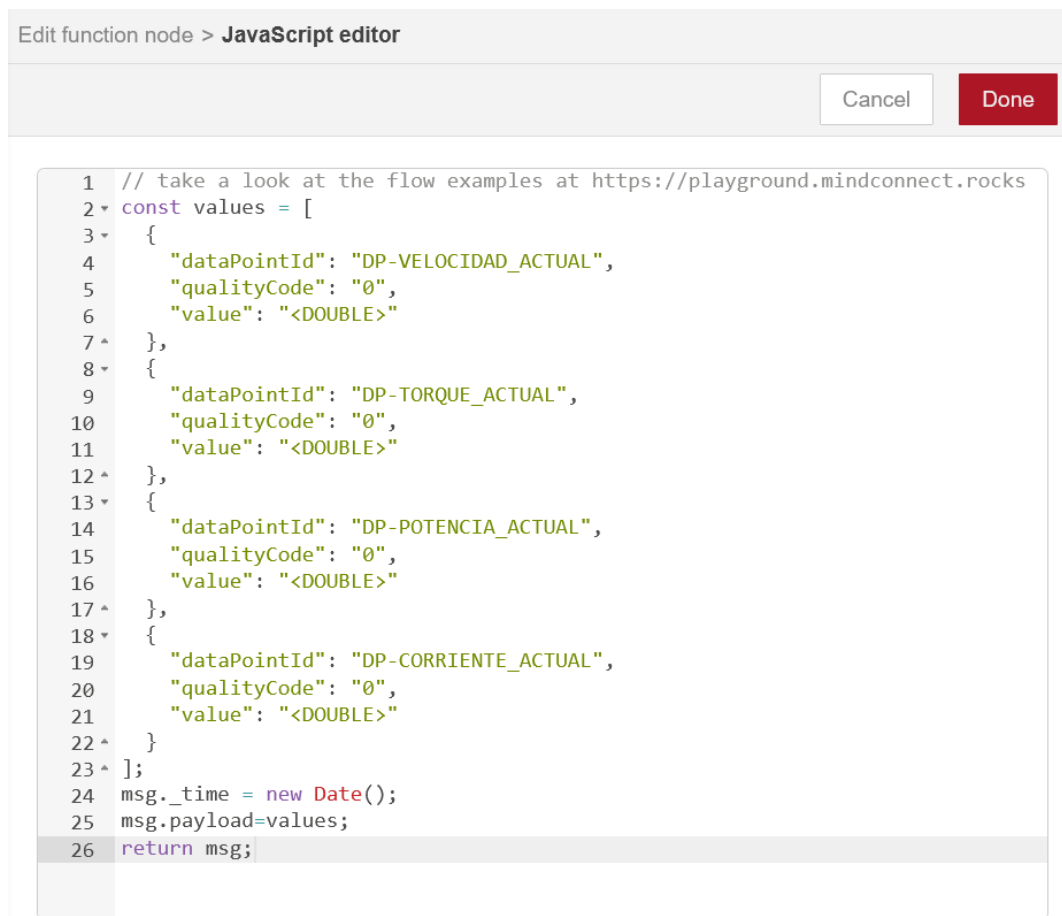 Edit function node > JavaScript editor
Cancel Done
1 // take a look at the flow examples at https://playground.mindconnect.rocks
2 const values = [
3 {
4 "dataPointId": "DP-VELOCIDAD_ACTUAL",
5 "qualityCode": "0",
6 "value": "<DOUBLE>"
7 },
8 {
9 "dataPointId": "DP-TORQUE_ACTUAL",
10 "qualityCode": "0",
11 "value": "<DOUBLE>"
12 },
13 {
14 "dataPointId": "DP-POTENCIA_ACTUAL",
15 "qualityCode": "0",
16 "value": "<DOUBLE>"
17 },
18 {
19 "dataPointId": "DP-CORRIENTE_ACTUAL",
20 "qualityCode": "0",
21 "value": "<DOUBLE>"
22 }
23 ];
24 msg._time = new Date();
25 msg.payload=values;
26 return msg;